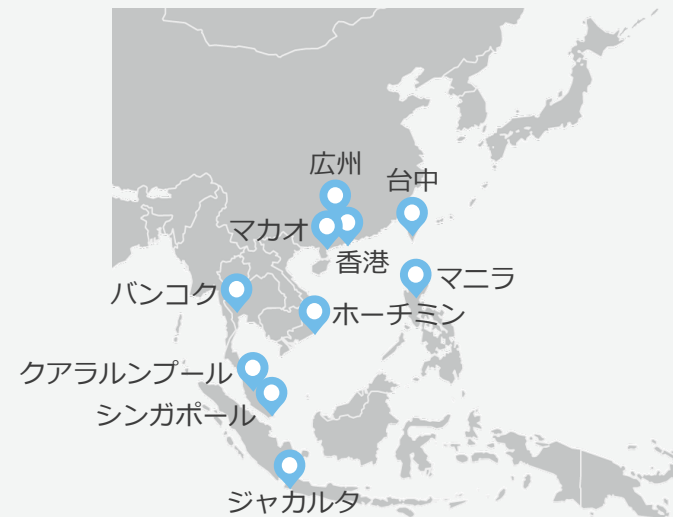 広州
台中
マカオ
香港
マニラ
バンコク
ホーチミン
クアラルンプール
シンガポール
ジャカルタ